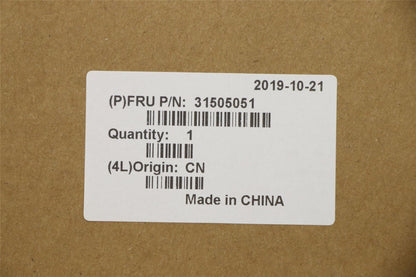 2019-10-21
(P)FRU P/N: 31505051
Quantity: 1
(4L)Origin: CN
Made in CHINA